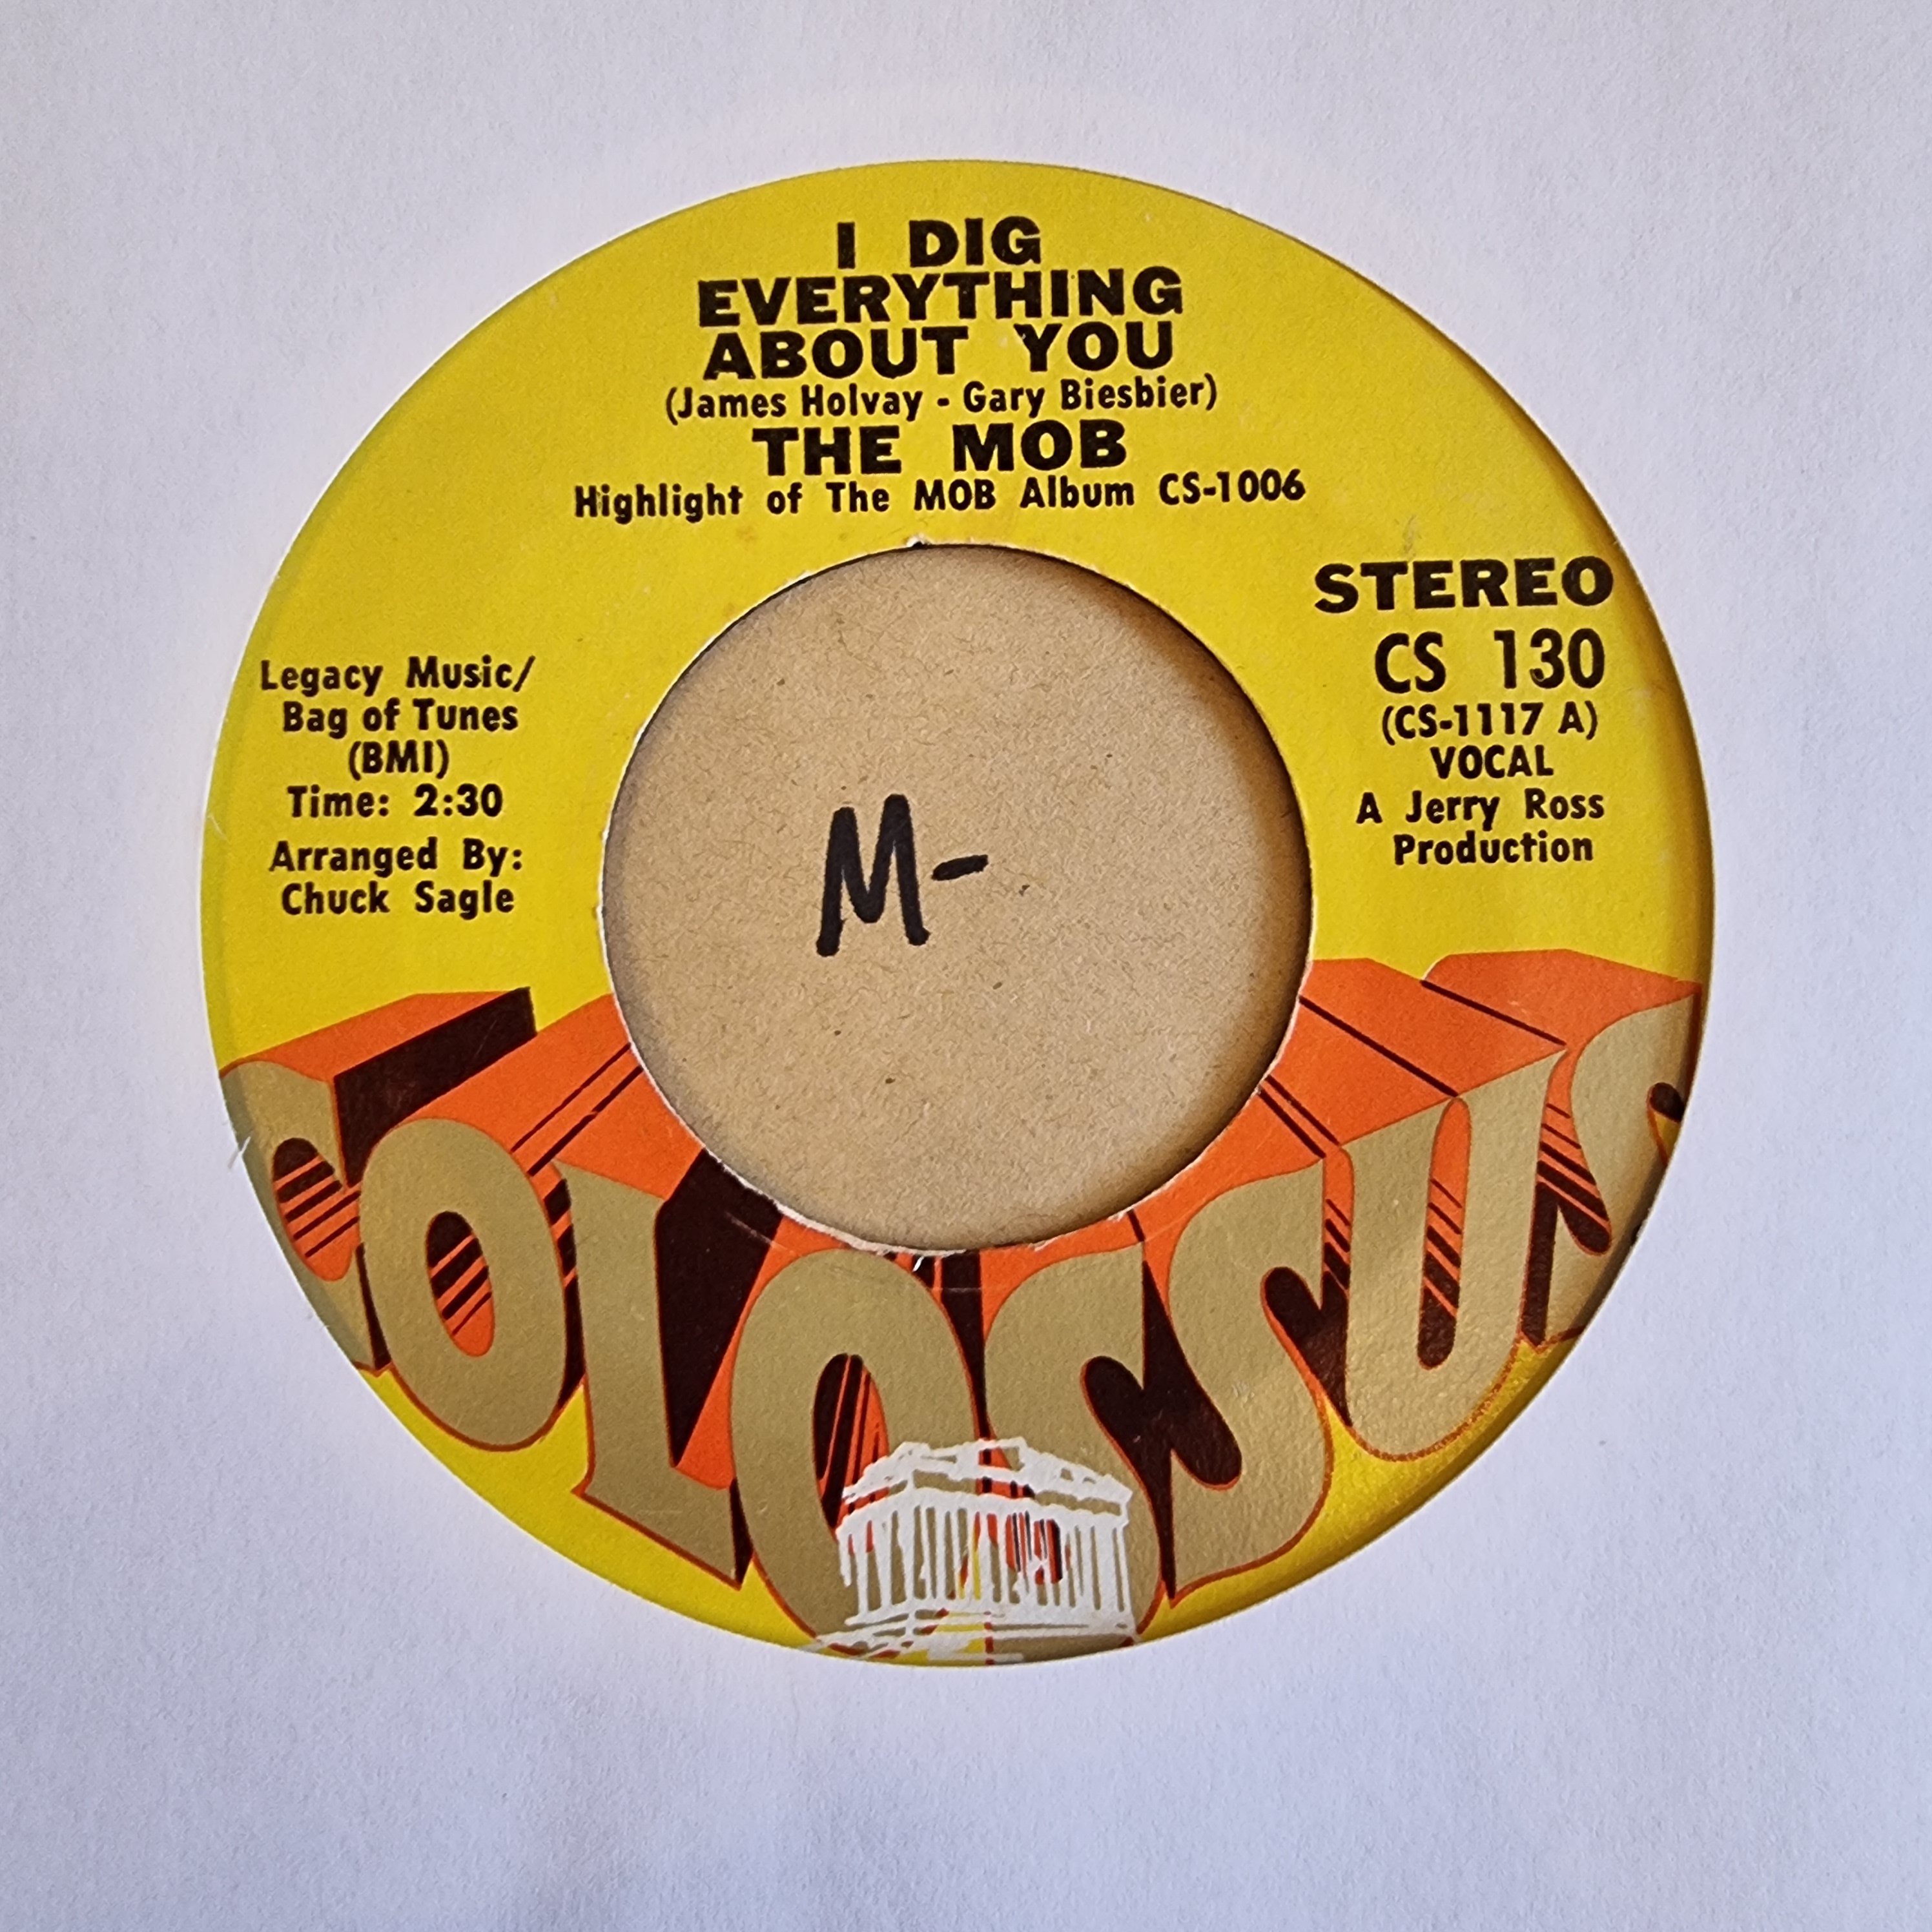 I DIG
EVERYTHING
ABOUT YOU
(James Holvay - Gary Biesbier)
THE MOB
Highlight of The MOB Album CS-1006
Legacy Music/
Bag of Tunes
(BMI)
Time: 2:30
Arranged By:
Chuck Sagle
STEREO
CS 130
(CS-1117 A)
VOCAL
A Jerry Ross
Production
M-
COLOSSUS